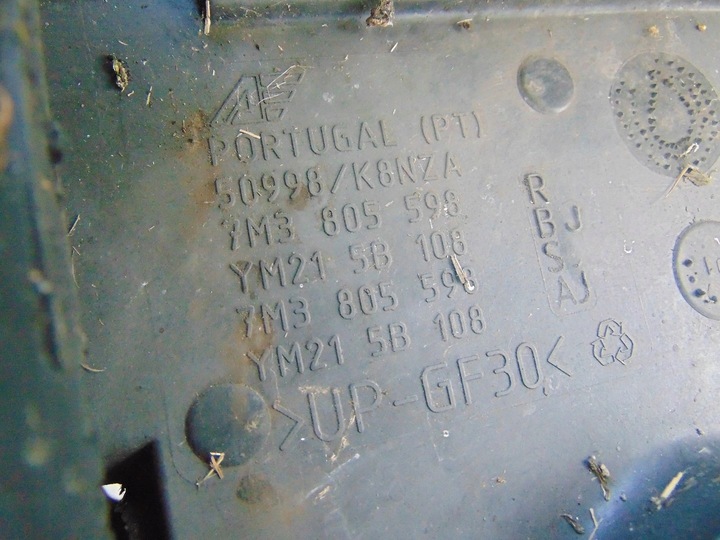 PORTUGAL (PT)
50998/K8NZA
7M3 805 598 R
YM21 5B 108 BJ
7M3 805 598 S
YM21 5B 108 AJ
>UP-GF30<